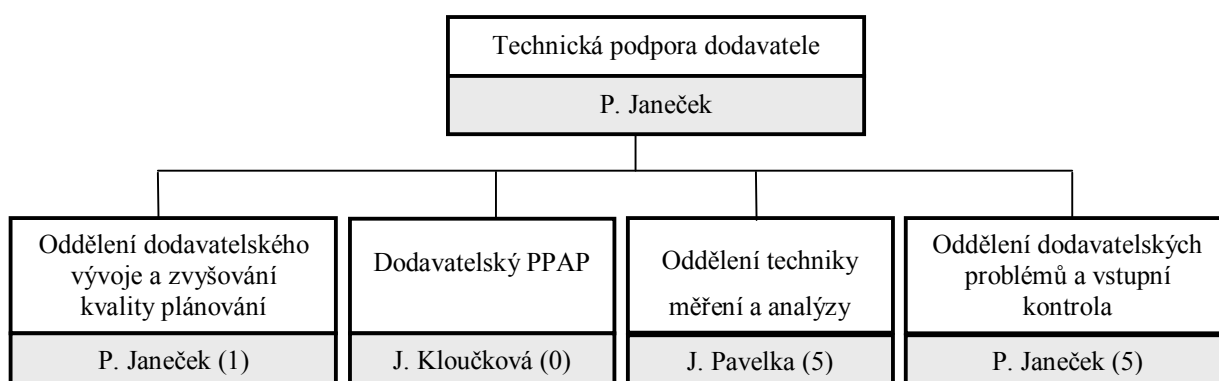 Technická podpora dodavatele
P. Janeček
Oddělení dodavatelského
vývoje a zvyšování
kvality plánování
P. Janeček (1)
Dodavatelský PPAP
J. Kloučková (0)
Oddělení techniky
měření a analýzy
J. Pavelka (5)
Oddělení dodavatelských
problémů a vstupní
kontrola
P. Janeček (5)